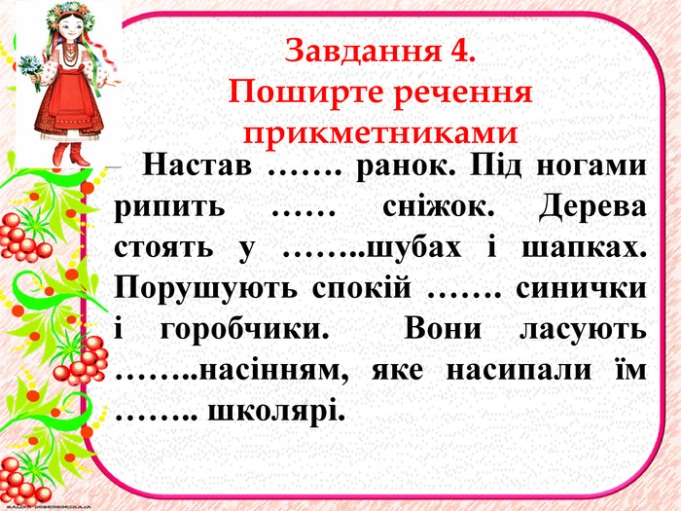 Завдання 4.
Поширте речення
прикметниками
– Настав ……. ранок. Під ногами
рипить …… сніжок. Дерева
стоять у ……..шубах і шапках.
Порушують спокій ……. синички
і горобчики. Вони ласують
……..насінням, яке насипали їм
…….. школярі.